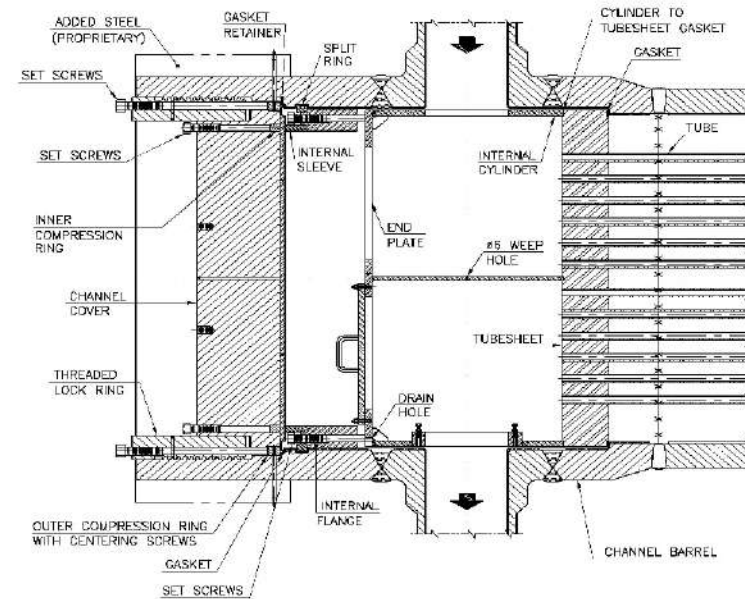 ADDED STEEL
(PROPRIETARY)
GASKET
RETAINER
SPLIT
RING
CYLINDER TO
TUBESHEET GASKET
GASKET
SET SCREWS
TUBE
SET SCREWS
INTERNAL
SLEEVE
INTERNAL
CYLINDER
INNER
COMPRESSION
RING
END
PLATE
ø6 WEEP
HOLE
CHANNEL
COVER
TUBESHEET
THREADED
LOCK RING
DRAIN
HOLE
OUTER COMPRESSION RING
WITH CENTERING SCREWS
INTERNAL
FLANGE
CHANNEL BARREL
GASKET
SET SCREWS